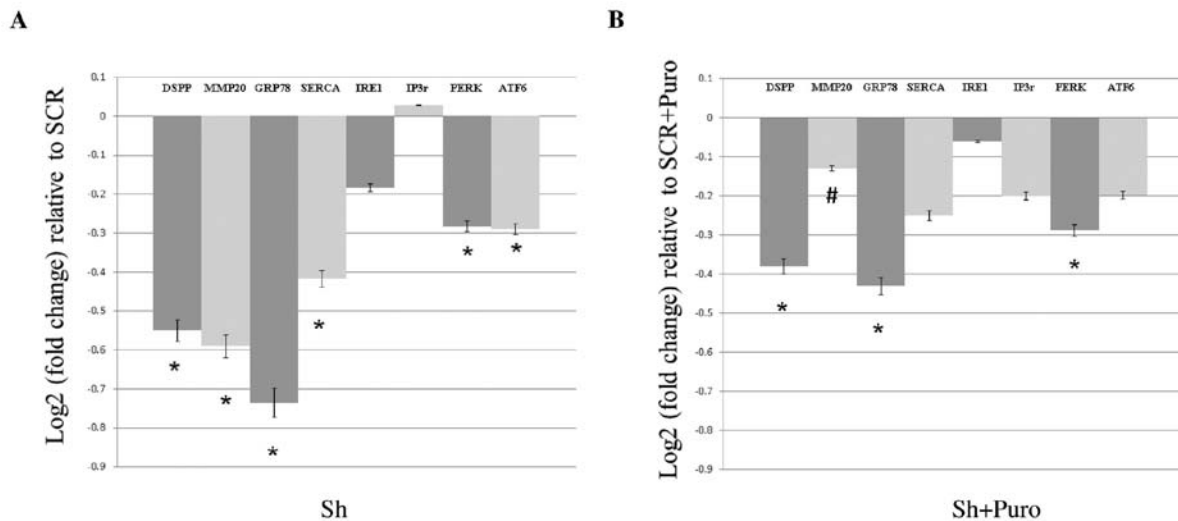 A
B
Log2 (fold change) relative to SCR
0.1
0
-0.1
-0.2
-0.3
-0.4
-0.5
-0.6
-0.7
-0.8
-0.9
DSPP MMP20 GRP78 SERCA IRE1 IP3r PERK ATF6
* * * * * *
Sh
Log2 (fold change) relative to SCR+Puro
0.1
0
-0.1
-0.2
-0.3
-0.4
-0.5
-0.6
-0.7
-0.8
-0.9
DSPP MMP20 GRP78 SERCA IRE1 IP3r PERK ATF6
* # * *
Sh+Puro